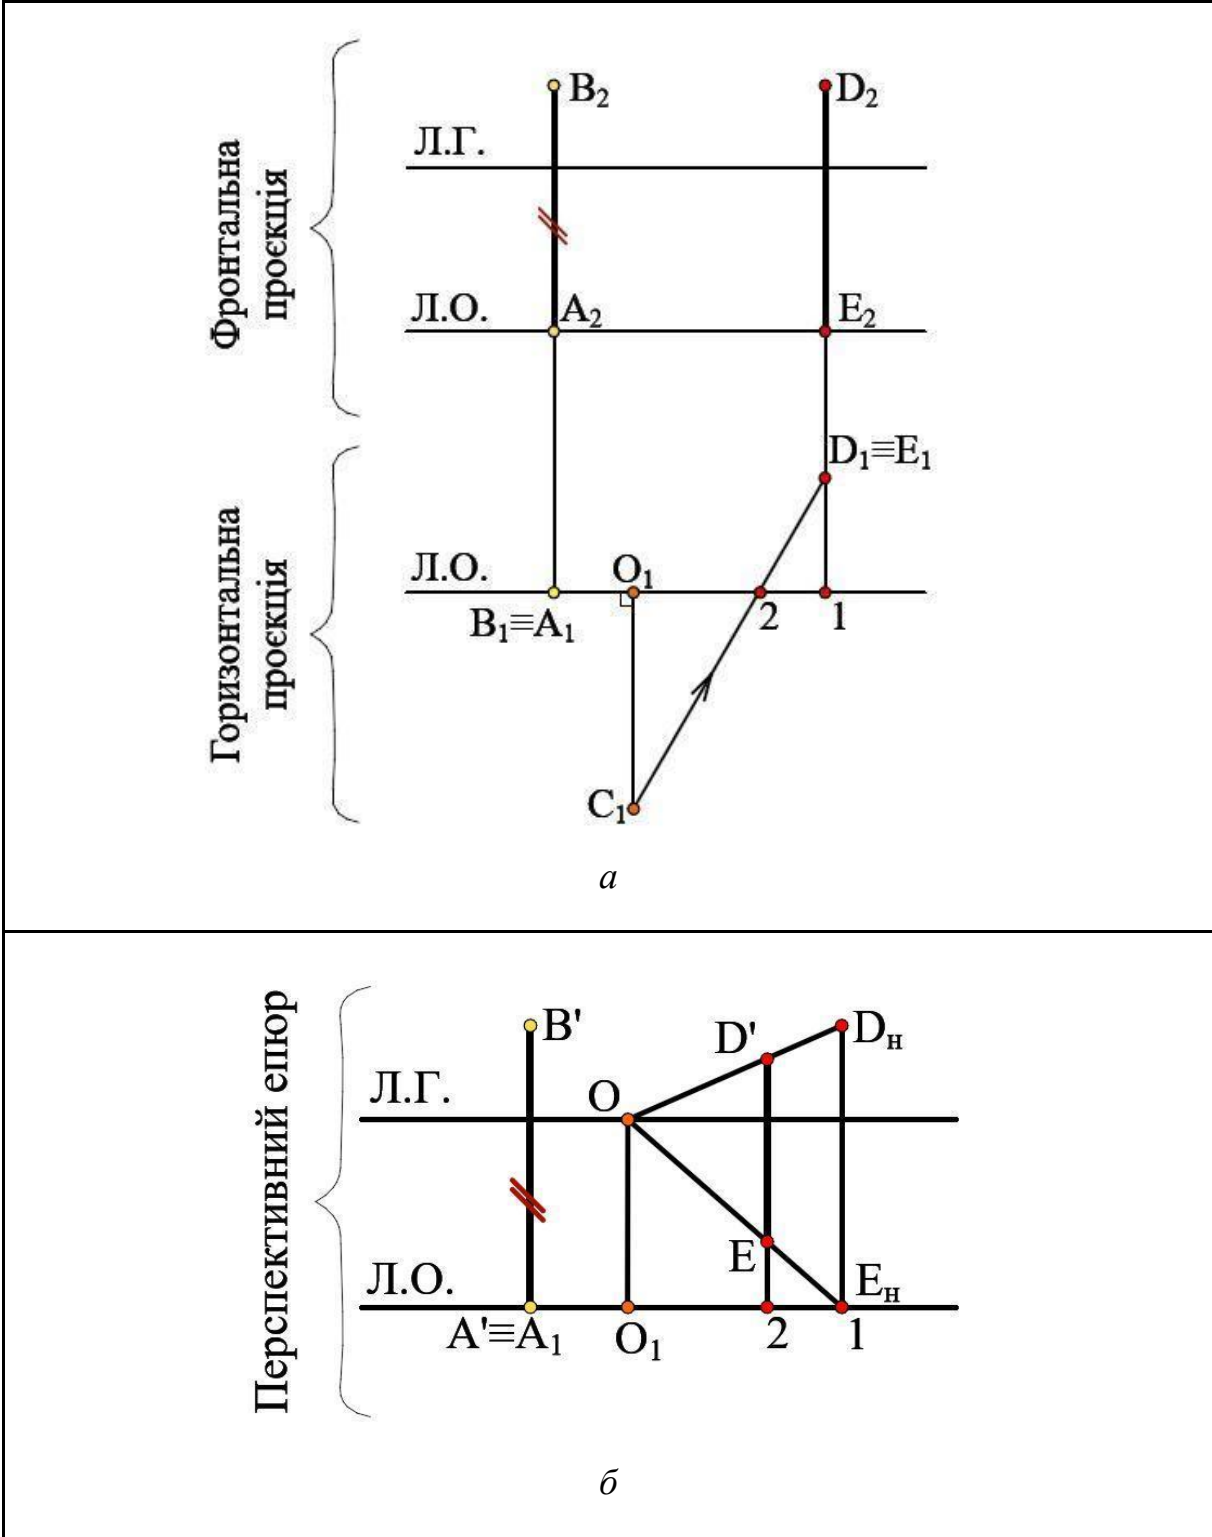 Фронтальна
проєкція
B₂
D₂
Л.Г.
Л.О.
A₂
E₂
Горизонтальна
проєкція
D₁≡E₁
Л.О.
O₁
B₁≡A₁
2
1
C₁
а
Перспективний епюр
B'
D'
Dн
Л.Г.
O
Л.О.
E
Eн
A'≡A₁
O₁
2
1
б